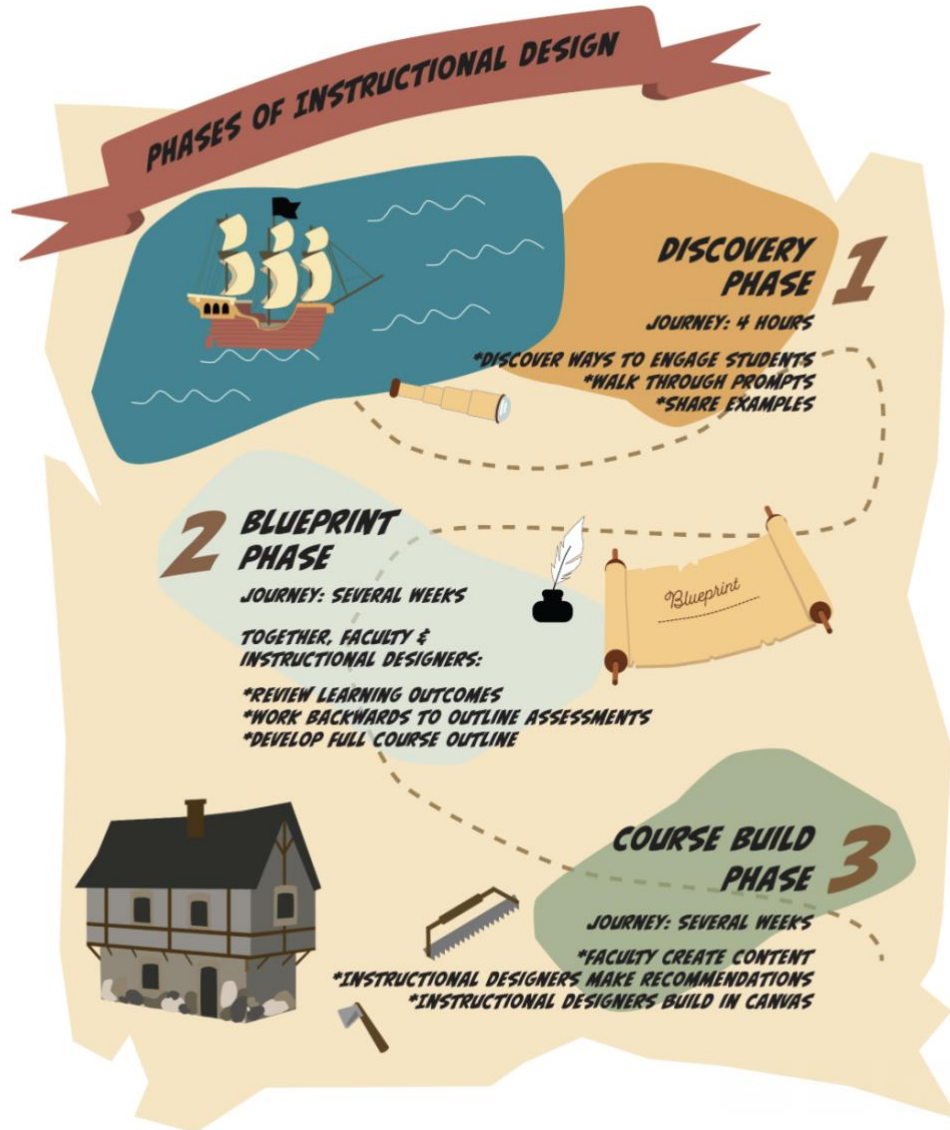 PHASES OF INSTRUCTIONAL DESIGN
1
DISCOVERY
PHASE
JOURNEY: 4 HOURS
*DISCOVER WAYS TO ENGAGE STUDENTS
*WALK THROUGH PROMPTS
*SHARE EXAMPLES
2
BLUEPRINT
PHASE
JOURNEY: SEVERAL WEEKS
TOGETHER, FACULTY &
INSTRUCTIONAL DESIGNERS:
*REVIEW LEARNING OUTCOMES
*WORK BACKWARDS TO OUTLINE ASSESSMENTS
*DEVELOP FULL COURSE OUTLINE
Blueprint
3
COURSE BUILD
PHASE
JOURNEY: SEVERAL WEEKS
*FACULTY CREATE CONTENT
*INSTRUCTIONAL DESIGNERS MAKE RECOMMENDATIONS
*INSTRUCTIONAL DESIGNERS BUILD IN CANVAS